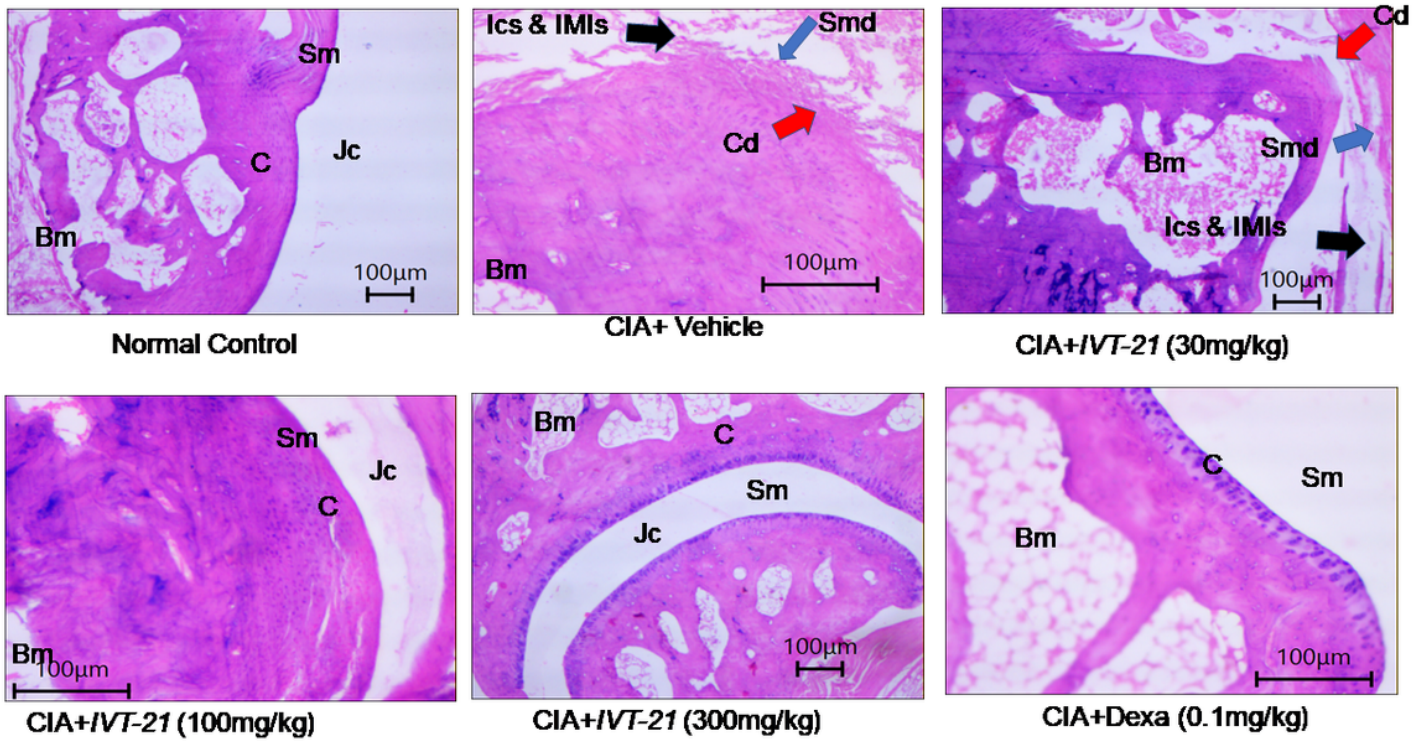 Sm
C
Jc
Bm
100µm
Normal Control
Ics & IMIs
Smd
Cd
Bm
100µm
CIA+ Vehicle
Cd
Smd
Bm
Ics & IMIs
100µm
CIA+IVT-21 (30mg/kg)
Sm
Jc
C
Bm
100µm
CIA+IVT-21 (100mg/kg)
Bm
C
Sm
Jc
100µm
CIA+IVT-21 (300mg/kg)
C
Sm
Bm
100µm
CIA+Dexa (0.1mg/kg)